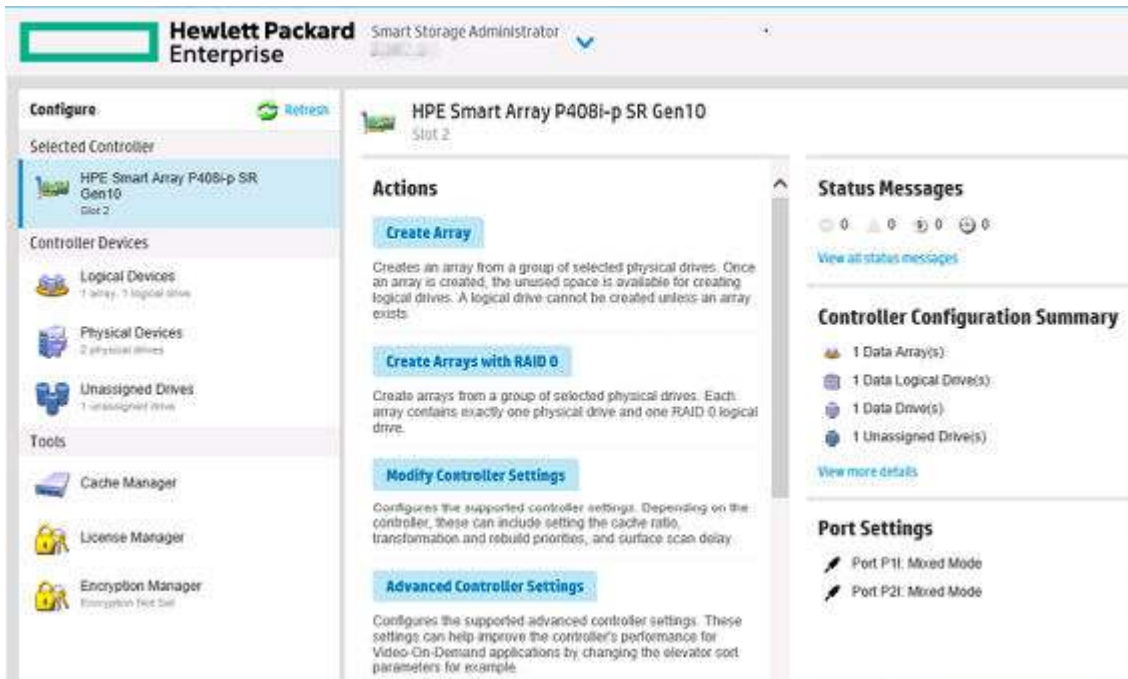 Hewlett Packard
Enterprise
Smart Storage Administrator
Configure
Refresh
Selected Controller
HPE Smart Array P408i-p SR
Gen10
Slot 2
Controller Devices
Logical Devices
1 array, 1 logical drive
Physical Devices
2 physical drives
Unassigned Drives
1 unassigned drive
Tools
Cache Manager
License Manager
Encryption Manager
Encryption Not Set
HPE Smart Array P408i-p SR Gen10
Slot 2
Actions
Create Array
Creates an array from a group of selected physical drives. Once
an array is created, the unused space is available for creating
logical drives. A logical drive cannot be created unless an array
exists
Create Arrays with RAID 0
Create arrays from a group of selected physical drives. Each
array contains exactly one physical drive and one RAID 0 logical
drive.
Modify Controller Settings
Configures the supported controller settings. Depending on the
controller, these can include setting the cache ratio,
transformation and rebuild priorities, and surface scan delay
Advanced Controller Settings
Configures the supported advanced controller settings. These
settings can help improve the controller's performance for
Video-On-Demand applications by changing the elevator sort
parameters for example
Status Messages
0 0 0 0
View all status messages
Controller Configuration Summary
1 Data Array(s)
1 Data Logical Drive(s)
1 Data Drive(s)
1 Unassigned Drive(s)
View more details
Port Settings
Port P1I: Mixed Mode
Port P2I: Mixed Mode